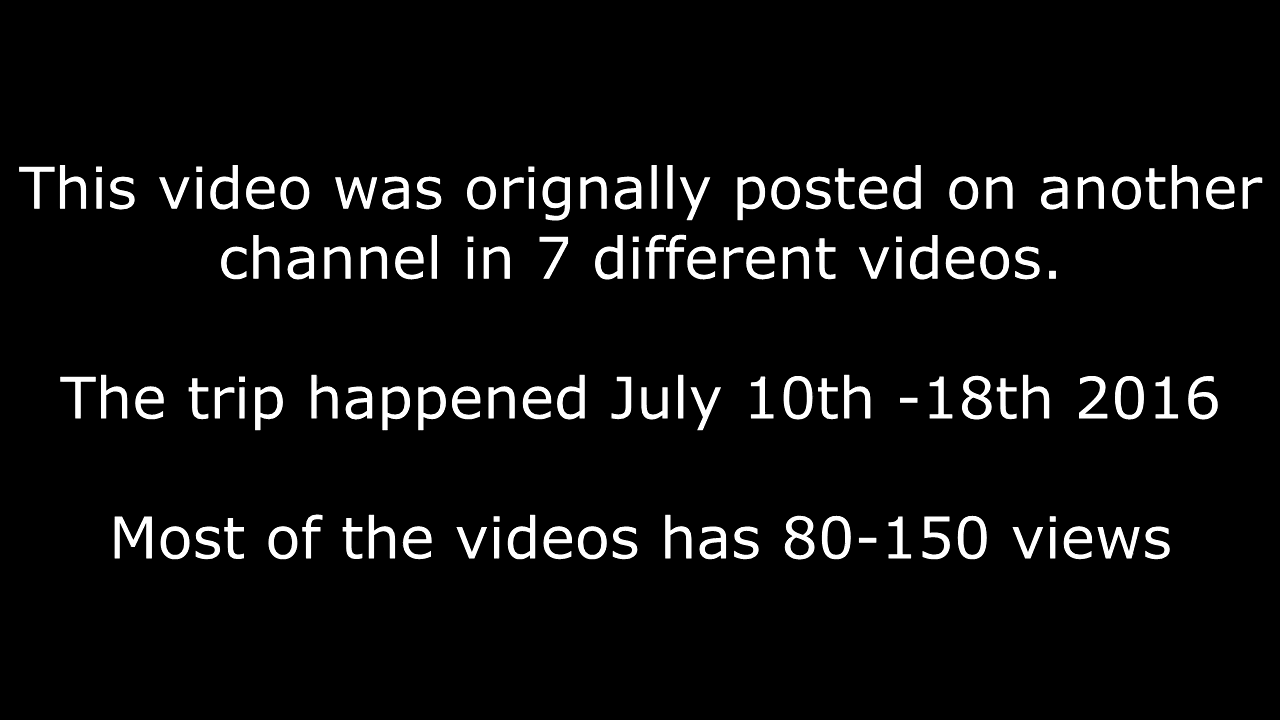 This video was orignally posted on another
channel in 7 different videos.
The trip happened July 10th -18th 2016
Most of the videos has 80-150 views